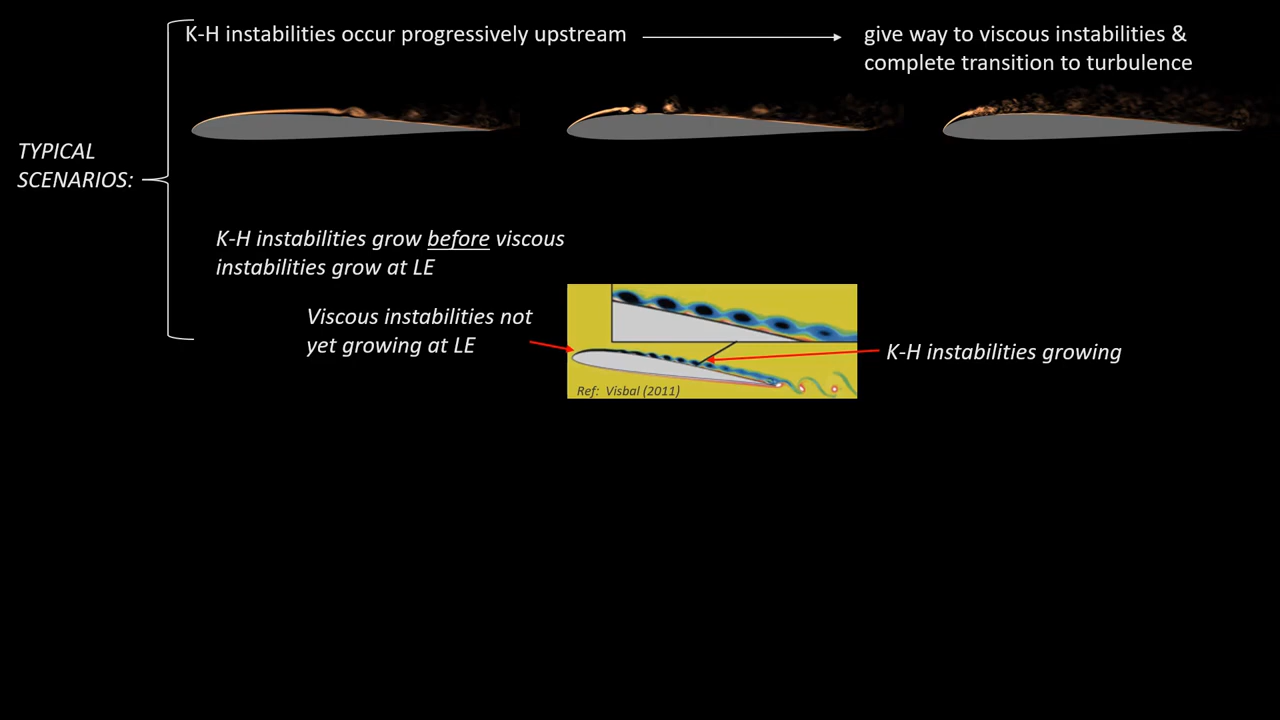 K-H instabilities occur progressively upstream
give way to viscous instabilities &
complete transition to turbulence
TYPICAL
SCENARIOS:
K-H instabilities grow before viscous
instabilities grow at LE
Viscous instabilities not
yet growing at LE
K-H instabilities growing
Ref: Visbal (2011)